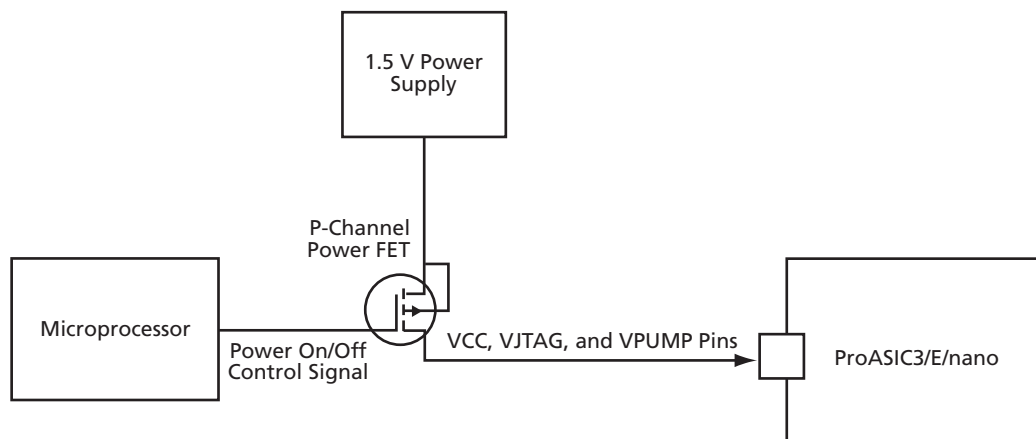 1.5 V Power
Supply
P-Channel
Power FET
Microprocessor
Power On/Off
Control Signal
VCC, VJTAG, and VPUMP Pins
ProASIC3/E/nano